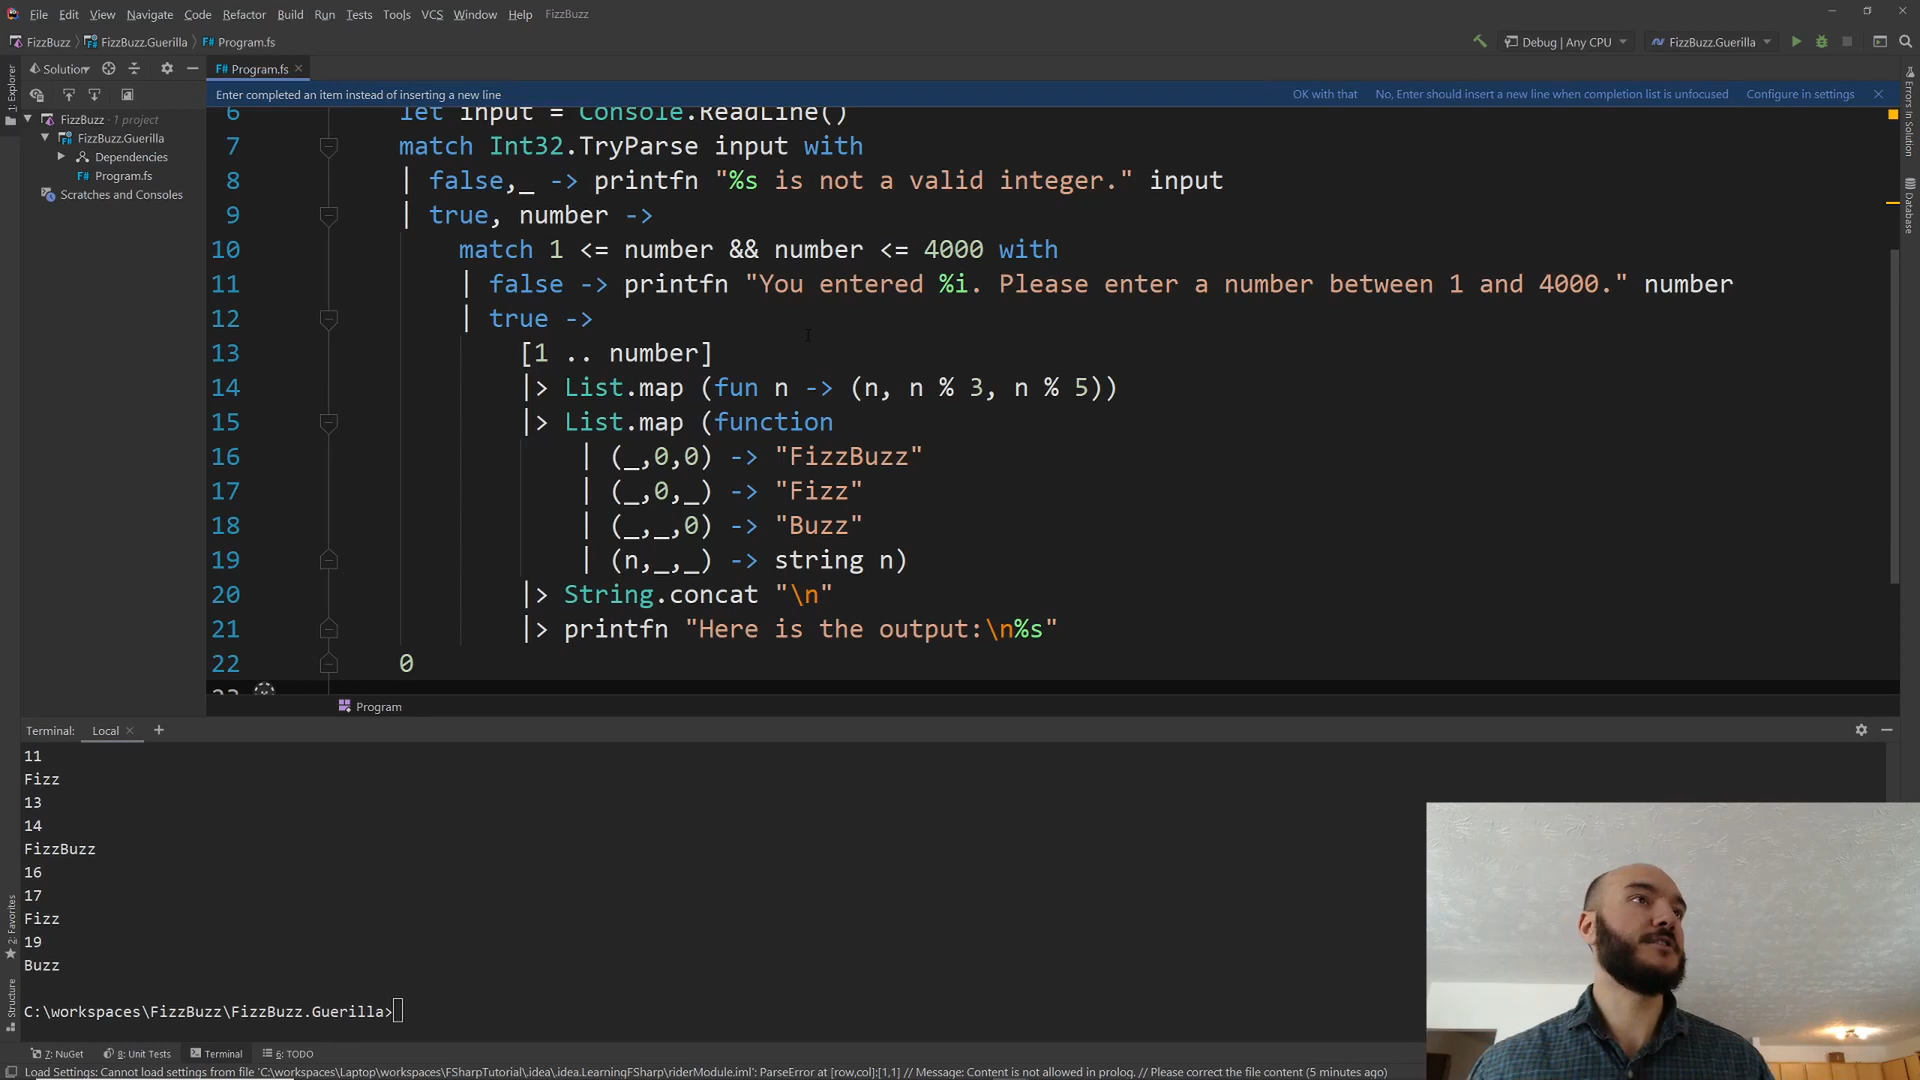 File Edit View Navigate Code Refactor Build Run Tests Tools VCS Window Help FizzBuzz
FizzBuzz FizzBuzz.Guerilla F# Program.fs Debug | Any CPU FizzBuzz.Guerilla
1: Explorer
Solution
F# Program.fs
Enter completed an item instead of inserting a new line OK with that No, Enter should insert a new line when completion list is unfocused Configure in settings
FizzBuzz · 1 project
FizzBuzz.Guerilla
Dependencies
F# Program.fs
Scratches and Consoles
6 let input = Console.ReadLine()
7 match Int32.TryParse input with
8 | false,_ -> printfn "%s is not a valid integer." input
9 | true, number ->
10 match 1 <= number && number <= 4000 with
11 | false -> printfn "You entered %i. Please enter a number between 1 and 4000." number
12 | true ->
13 [1 .. number]
14 |> List.map (fun n -> (n, n % 3, n % 5))
15 |> List.map (function
16 | (_,0,0) -> "FizzBuzz"
17 | (_,0,_) -> "Fizz"
18 | (_,_,0) -> "Buzz"
19 | (n,_,_) -> string n)
20 |> String.concat "\n"
21 |> printfn "Here is the output:\n%s"
22 0
23
Program
Errors In Solution
Database
Terminal: Local +
11
Fizz
13
14
FizzBuzz
16
17
Fizz
19
Buzz
C:\workspaces\FizzBuzz\FizzBuzz.Guerilla>
2: Favorites
Structure
7: NuGet 8: Unit Tests Terminal 6: TODO
Load Settings: Cannot load settings from file 'C:\workspaces\Laptop\workspaces\FSharpTutorial\.idea\.idea.LearningFSharp\riderModule.iml': ParseError at [row,col]:[1,1] // Message: Content is not allowed in prolog. // Please correct the file content (5 minutes ago)